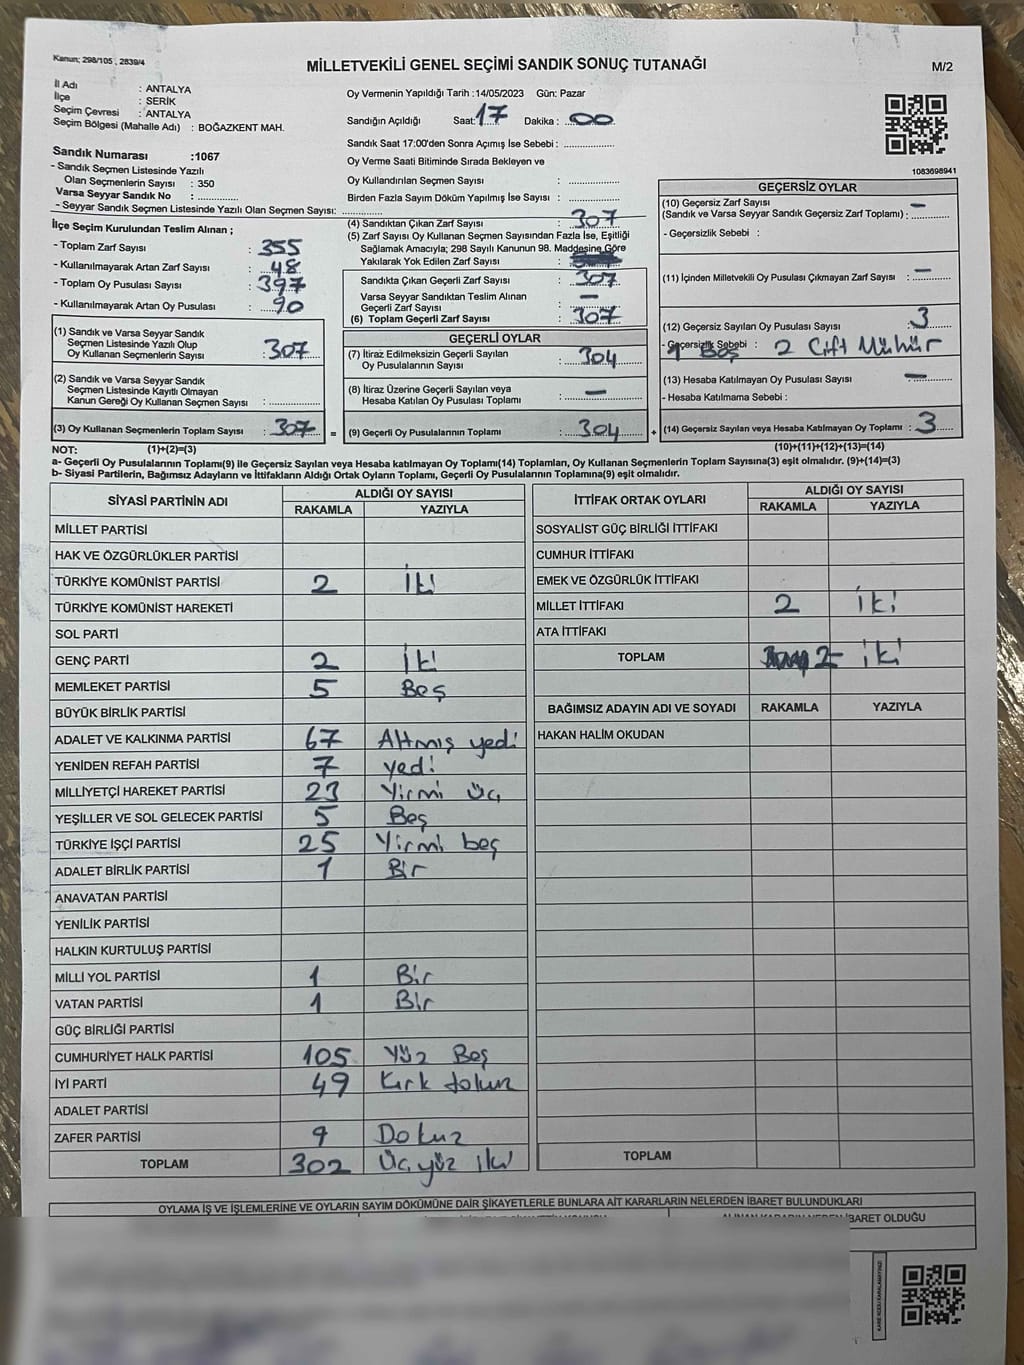 Kanun; 298/105 , 2839/4
MİLLETVEKİLİ GENEL SEÇİMİ SANDIK SONUÇ TUTANAĞI
M/2
İl Adı : ANTALYA
İlçe : SERİK
Seçim Çevresi : ANTALYA
Seçim Bölgesi (Mahalle Adı) : BOĞAZKENT MAH.
Oy Vermenin Yapıldığı Tarih :14/05/2023 Gün: Pazar
Sandığın Açıldığı Saat: 17 Dakika : 00
Sandık Saat 17:00'den Sonra Açımış İse Sebebi :
Oy Verme Saati Bitiminde Sırada Bekleyen ve
Oy Kullandırılan Seçmen Sayısı :
Birden Fazla Sayım Döküm Yapılmış İse Sayısı :
1083698941
Sandık Numarası :1067
- Sandık Seçmen Listesinde Yazılı
Olan Seçmenlerin Sayısı : 350
Varsa Seyyar Sandık No :
- Seyyar Sandık Seçmen Listesinde Yazılı Olan Seçmen Sayısı:
İlçe Seçim Kurulundan Teslim Alınan ;
- Toplam Zarf Sayısı : 355
- Kullanılmayarak Artan Zarf Sayısı : 48
- Toplam Oy Pusulası Sayısı : 397
- Kullanılmayarak Artan Oy Pusulası : 90
(1) Sandık ve Varsa Seyyar Sandık
Seçmen Listesinde Yazılı Olup
Oy Kullanan Seçmenlerin Sayısı : 307
(2) Sandık ve Varsa Seyyar Sandık
Seçmen Listesinde Kayıtlı Olmayan
Kanun Gereği Oy Kullanan Seçmen Sayısı :
(3) Oy Kullanan Seçmenlerin Toplam Sayısı : 307 =
(4) Sandıktan Çıkan Zarf Sayısı : 307
(5) Zarf Sayısı Oy Kullanan Seçmen Sayısından Fazla İse, Eşitliği
Sağlamak Amacıyla; 298 Sayılı Kanunun 98. Maddesine Göre
Yakılarak Yok Edilen Zarf Sayısı :
Sandıkta Çıkan Geçerli Zarf Sayısı : 307
Varsa Seyyar Sandıktan Teslim Alınan
Geçerli Zarf Sayısı : —
(6) Toplam Geçerli Zarf Sayısı : 307
GEÇERLİ OYLAR
(7) İtiraz Edilmeksizin Geçerli Sayılan
Oy Pusulalarının Sayısı : 304
(8) İtiraz Üzerine Geçerli Sayılan veya
Hesaba Katılan Oy Pusulası Toplamı : —
(9) Geçerli Oy Pusulalarının Toplamı : 304 +
GEÇERSİZ OYLAR
(10) Geçersiz Zarf Sayısı
(Sandık ve Varsa Seyyar Sandık Geçersiz Zarf Toplamı) : —
- Geçersizlik Sebebi :
(11) İçinden Milletvekili Oy Pusulası Çıkmayan Zarf Sayısı : —
(12) Geçersiz Sayılan Oy Pusulası Sayısı : 3
- Geçersizlik Sebebi : 1 Boş 2 Çift Mühür
(13) Hesaba Katılmayan Oy Pusulası Sayısı : —
- Hesaba Katılmama Sebebi :
(14) Geçersiz Sayılan veya Hesaba Katılmayan Oy Toplamı : 3
NOT: (1)+(2)=(3) (10)+(11)+(12)+(13)=(14)
a- Geçerli Oy Pusulalarının Toplamı(9) ile Geçersiz Sayılan veya Hesaba katılmayan Oy Toplamı(14) Toplamları, Oy Kullanan Seçmenlerin Toplam Sayısına(3) eşit olmalıdır. (9)+(14)=(3)
b- Siyasi Partilerin, Bağımsız Adayların ve İttifakların Aldığı Ortak Oyların Toplamı, Geçerli Oy Pusulalarının Toplamına(9) eşit olmalıdır.
SİYASİ PARTİNİN ADI ALDIĞI OY SAYISI
RAKAMLA YAZIYLA
MİLLET PARTİSİ
HAK VE ÖZGÜRLÜKLER PARTİSİ
TÜRKİYE KOMÜNİST PARTİSİ 2 İki
TÜRKİYE KOMÜNİST HAREKETİ
SOL PARTİ
GENÇ PARTİ 2 İki
MEMLEKET PARTİSİ 5 Beş
BÜYÜK BİRLİK PARTİSİ
ADALET VE KALKINMA PARTİSİ 67 Altmış yedi
YENİDEN REFAH PARTİSİ 7 yedi
MİLLİYETÇİ HAREKET PARTİSİ 23 Yirmi üç
YEŞİLLER VE SOL GELECEK PARTİSİ 5 Beş
TÜRKİYE İŞÇİ PARTİSİ 25 Yirmi beş
ADALET BİRLİK PARTİSİ 1 Bir
ANAVATAN PARTİSİ
YENİLİK PARTİSİ
HALKIN KURTULUŞ PARTİSİ
MİLLİ YOL PARTİSİ 1 Bir
VATAN PARTİSİ 1 Bir
GÜÇ BİRLİĞİ PARTİSİ
CUMHURİYET HALK PARTİSİ 105 Yüz Beş
İYİ PARTİ 49 Kırk dokuz
ADALET PARTİSİ
ZAFER PARTİSİ 9 Dokuz
TOPLAM 302 Üçyüz iki
İTTİFAK ORTAK OYLARI ALDIĞI OY SAYISI
RAKAMLA YAZIYLA
SOSYALİST GÜÇ BİRLİĞİ İTTİFAKI
CUMHUR İTTİFAKI
EMEK VE ÖZGÜRLÜK İTTİFAKI
MİLLET İTTİFAKI 2 iki
ATA İTTİFAKI
TOPLAM 2 iki
BAĞIMSIZ ADAYIN ADI VE SOYADI RAKAMLA YAZIYLA
HAKAN HALİM OKUDAN
TOPLAM
OYLAMA İŞ VE İŞLEMLERİNE VE OYLARIN SAYIM DÖKÜMÜNE DAİR ŞİKAYETLERLE BUNLARA AİT KARARLARIN NELERDEN İBARET BULUNDUKLARI
İBARET OLDUĞU